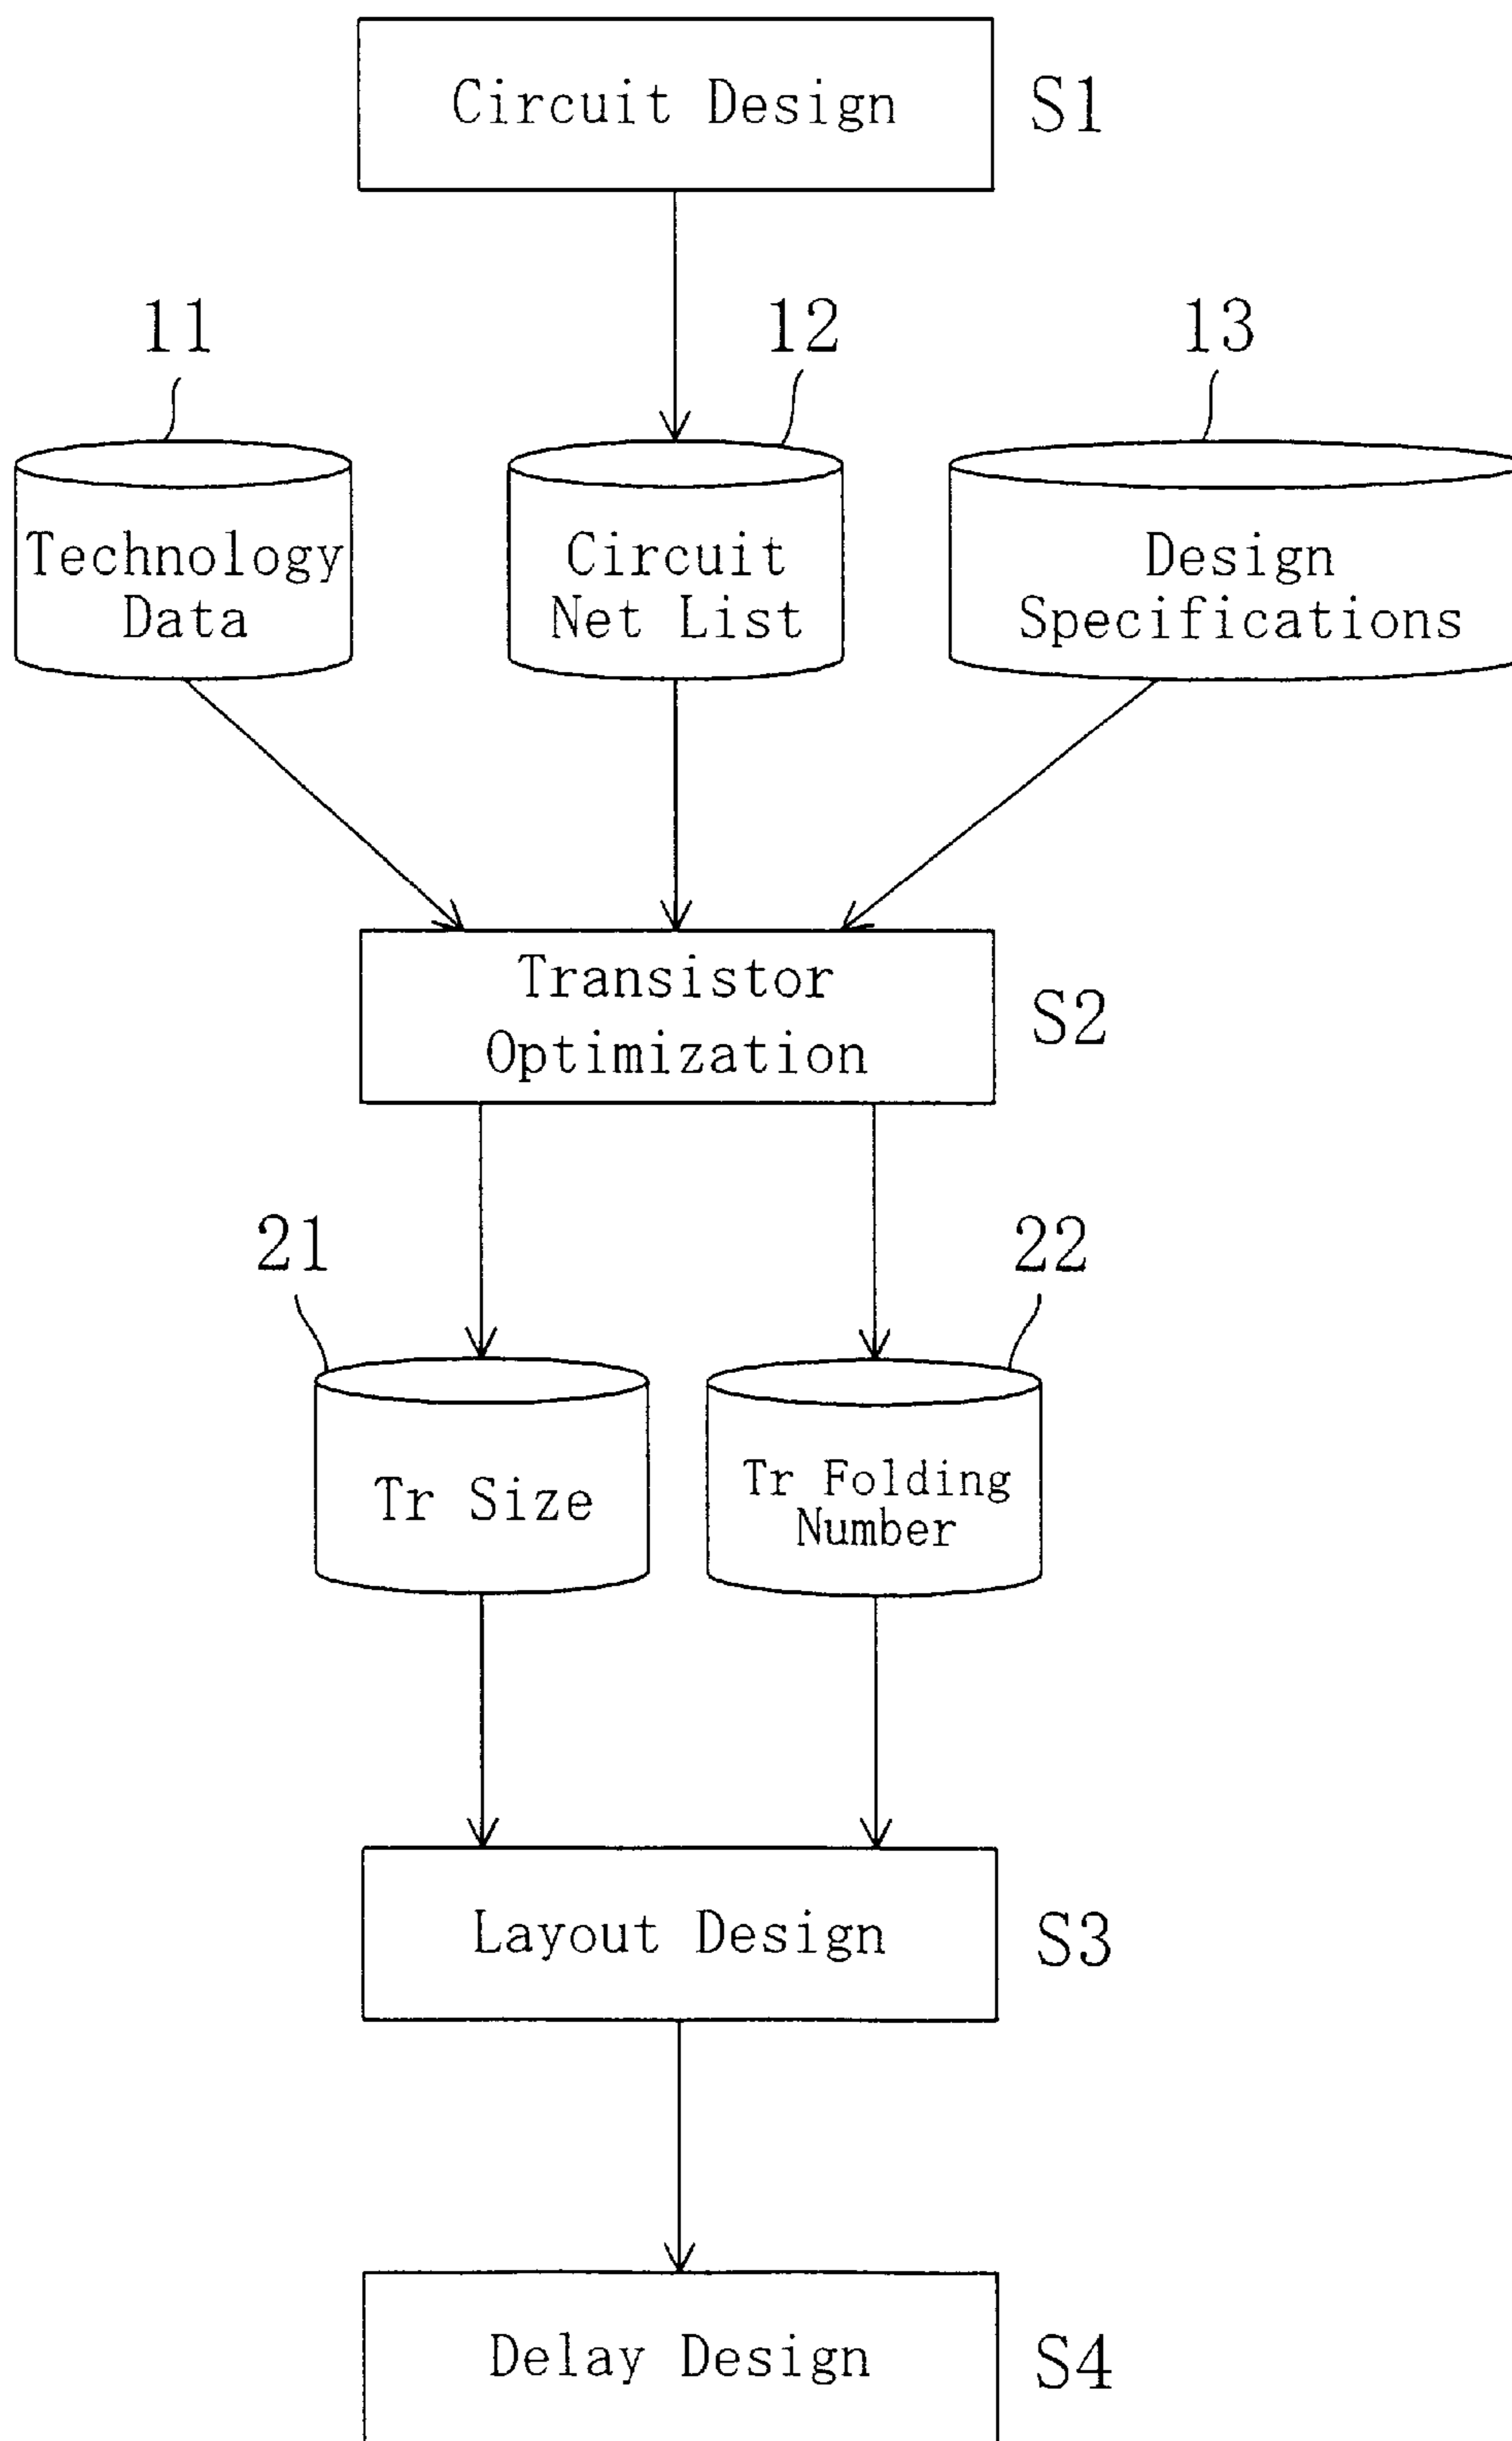 Circuit Design
S1
11
12
13
Technology
Data
Circuit
Net List
Design
Specifications
Transistor
Optimization
S2
21
22
Tr Size
Tr Folding
Number
Layout Design
S3
Delay Design
S4